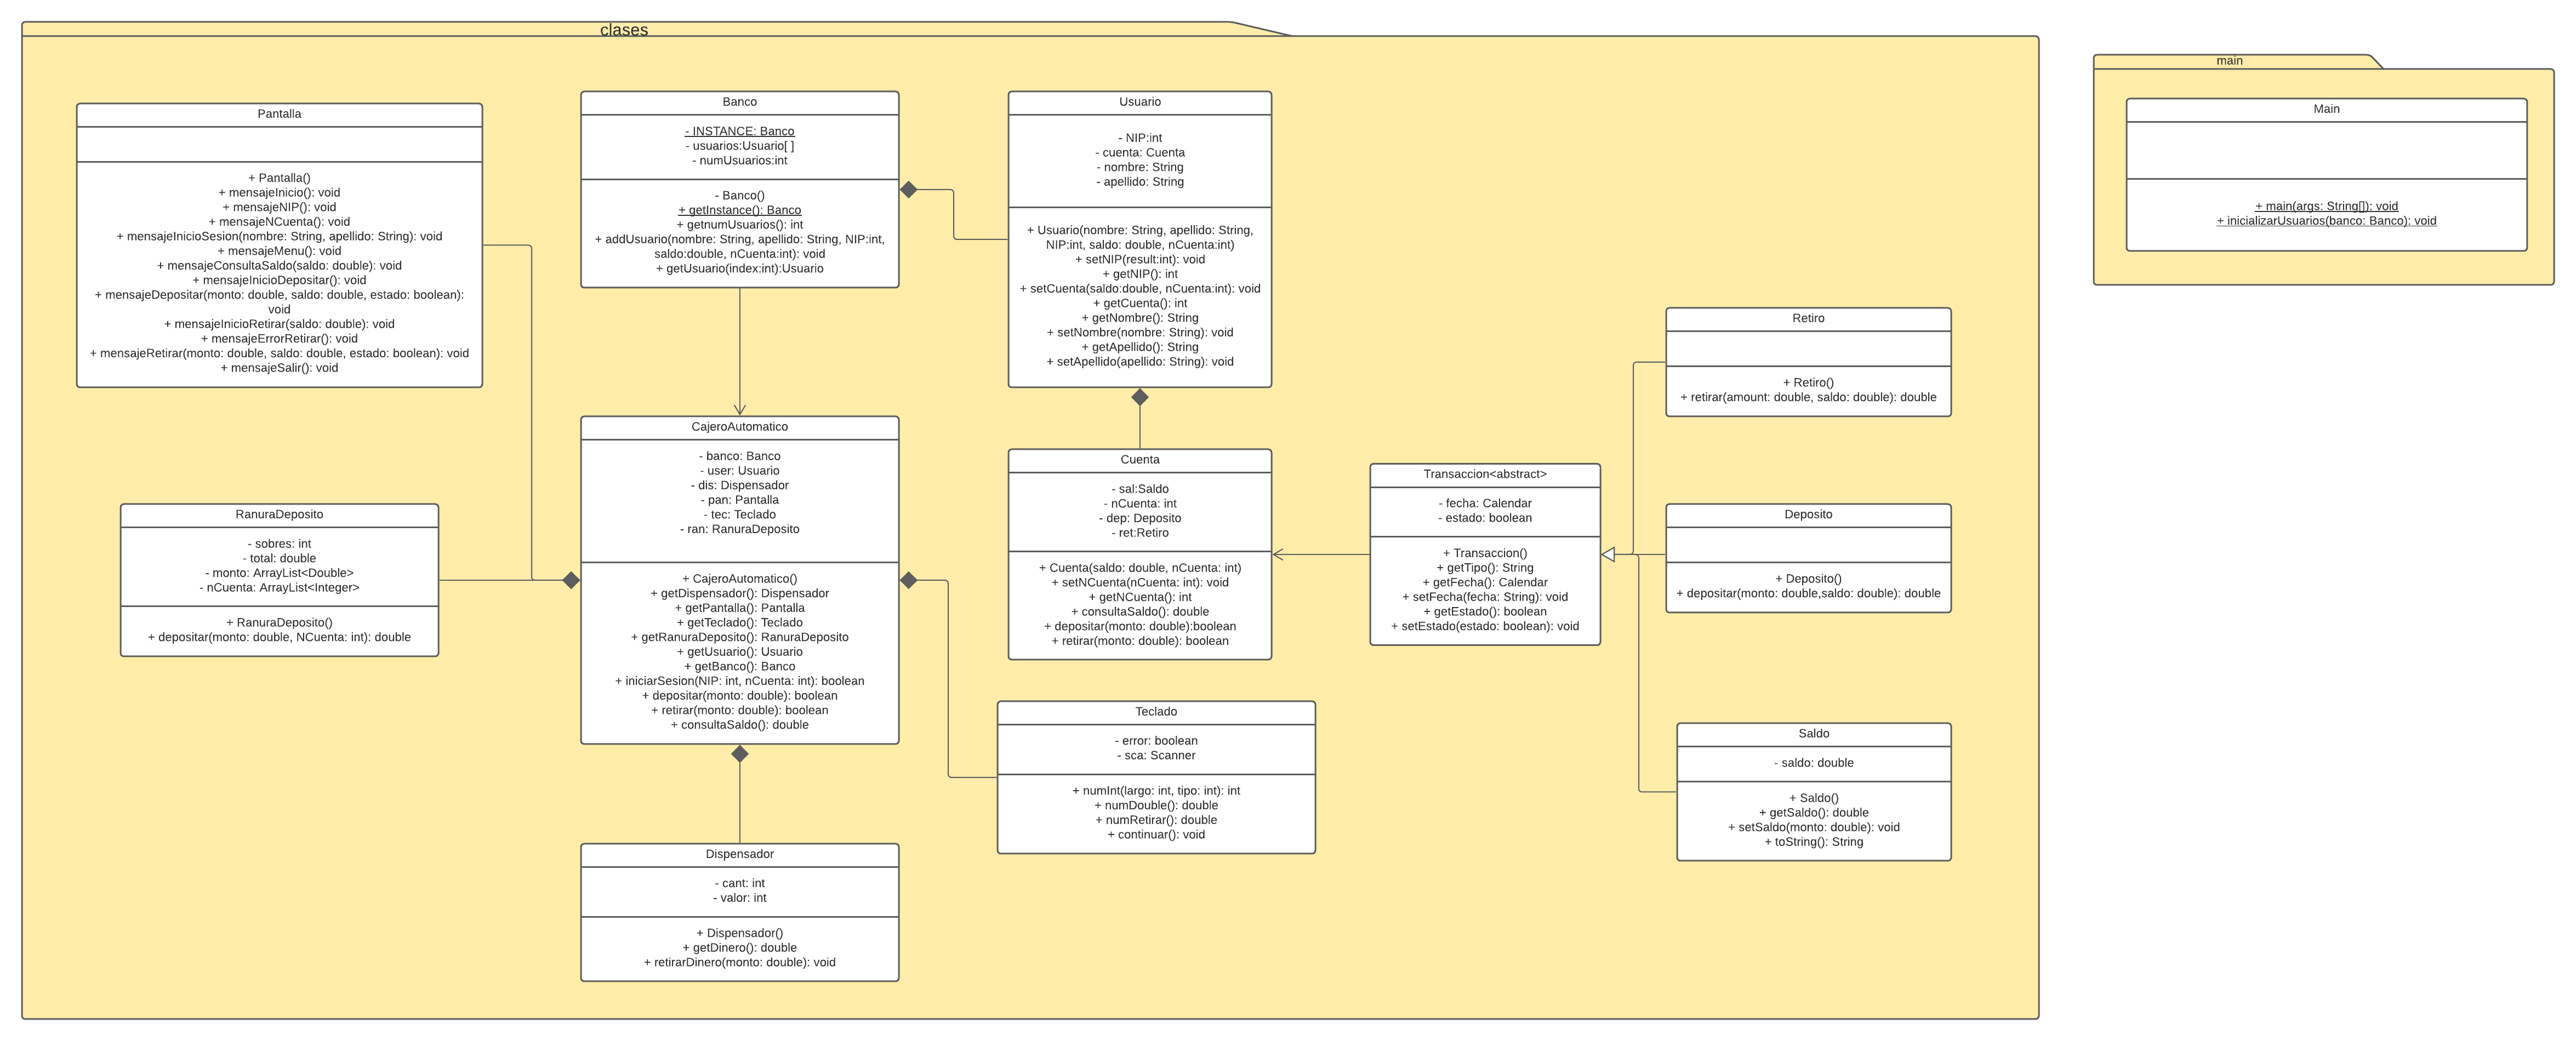 clases
Pantalla
+ Pantalla()
+ mensajeInicio(): void
+ mensajeNIP(): void
+ mensajeNCuenta(): void
+ mensajeInicioSesion(nombre: String, apellido: String): void
+ mensajeMenu(): void
+ mensajeConsultaSaldo(saldo: double): void
+ mensajeInicioDepositar(): void
+ mensajeDepositar(monto: double, saldo: double, estado: boolean):
void
+ mensajeInicioRetirar(saldo: double): void
+ mensajeErrorRetirar(): void
+ mensajeRetirar(monto: double, saldo: double, estado: boolean): void
+ mensajeSalir(): void
Banco
- INSTANCE: Banco
- usuarios:Usuario[ ]
- numUsuarios:int
- Banco()
+ getInstance(): Banco
+ getnumUsuarios(): int
+ addUsuario(nombre: String, apellido: String, NIP:int,
saldo:double, nCuenta:int): void
+ getUsuario(index:int):Usuario
Usuario
- NIP:int
- cuenta: Cuenta
- nombre: String
- apellido: String
+ Usuario(nombre: String, apellido: String,
NIP:int, saldo: double, nCuenta:int)
+ setNIP(result:int): void
+ getNIP(): int
+ setCuenta(saldo:double, nCuenta:int): void
+ getCuenta(): int
+ getNombre(): String
+ setNombre(nombre: String): void
+ getApellido(): String
+ setApellido(apellido: String): void
main
Main
+ main(args: String[]): void
+ inicializarUsuarios(banco: Banco): void
Retiro
+ Retiro()
+ retirar(amount: double, saldo: double): double
CajeroAutomatico
- banco: Banco
- user: Usuario
- dis: Dispensador
- pan: Pantalla
- tec: Teclado
- ran: RanuraDeposito
+ CajeroAutomatico()
+ getDispensador(): Dispensador
+ getPantalla(): Pantalla
+ getTeclado(): Teclado
+ getRanuraDeposito(): RanuraDeposito
+ getUsuario(): Usuario
+ getBanco(): Banco
+ iniciarSesion(NIP: int, nCuenta: int): boolean
+ depositar(monto: double): boolean
+ retirar(monto: double): boolean
+ consultaSaldo(): double
Cuenta
- sal:Saldo
- nCuenta: int
- dep: Deposito
- ret:Retiro
+ Cuenta(saldo: double, nCuenta: int)
+ setNCuenta(nCuenta: int): void
+ getNCuenta(): int
+ consultaSaldo(): double
+ depositar(monto: double):boolean
+ retirar(monto: double): boolean
Transaccion<abstract>
- fecha: Calendar
- estado: boolean
+ Transaccion()
+ getTipo(): String
+ getFecha(): Calendar
+ setFecha(fecha: String): void
+ getEstado(): boolean
+ setEstado(estado: boolean): void
RanuraDeposito
- sobres: int
- total: double
- monto: ArrayList<Double>
- nCuenta: ArrayList<Integer>
+ RanuraDeposito()
+ depositar(monto: double, NCuenta: int): double
Deposito
+ Deposito()
+ depositar(monto: double,saldo: double): double
Teclado
- error: boolean
- sca: Scanner
+ numInt(largo: int, tipo: int): int
+ numDouble(): double
+ numRetirar(): double
+ continuar(): void
Saldo
- saldo: double
+ Saldo()
+ getSaldo(): double
+ setSaldo(monto: double): void
+ toString(): String
Dispensador
- cant: int
- valor: int
+ Dispensador()
+ getDinero(): double
+ retirarDinero(monto: double): void